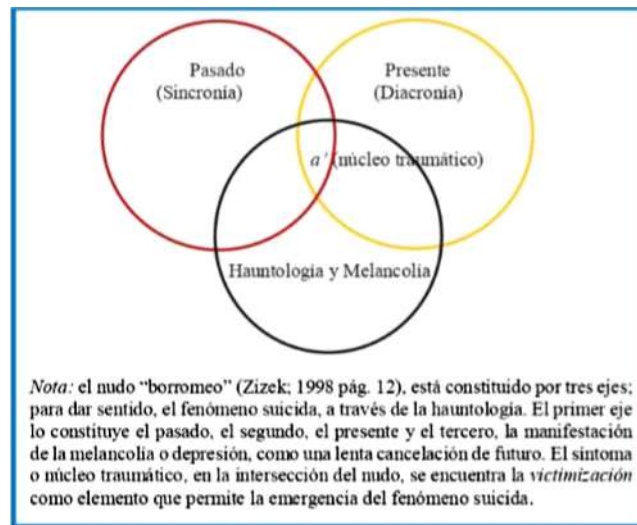 Pasado
(Sincronía)
Presente
(Diacronía)
a' (núcleo traumático)
Hauntologia y Melancolia
Nota: el nudo “borromeo” (Zizek; 1998 pág. 12), está constituido por tres ejes;
para dar sentido, el fenómeno suicida, a través de la hauntología. El primer eje
lo constituye el pasado, el segundo, el presente y el tercero, la manifestación
de la melancolía o depresión, como una lenta cancelación de futuro. El síntoma
o núcleo traumático, en la intersección del nudo, se encuentra la victimización
como elemento que permite la emergencia del fenómeno suicida.